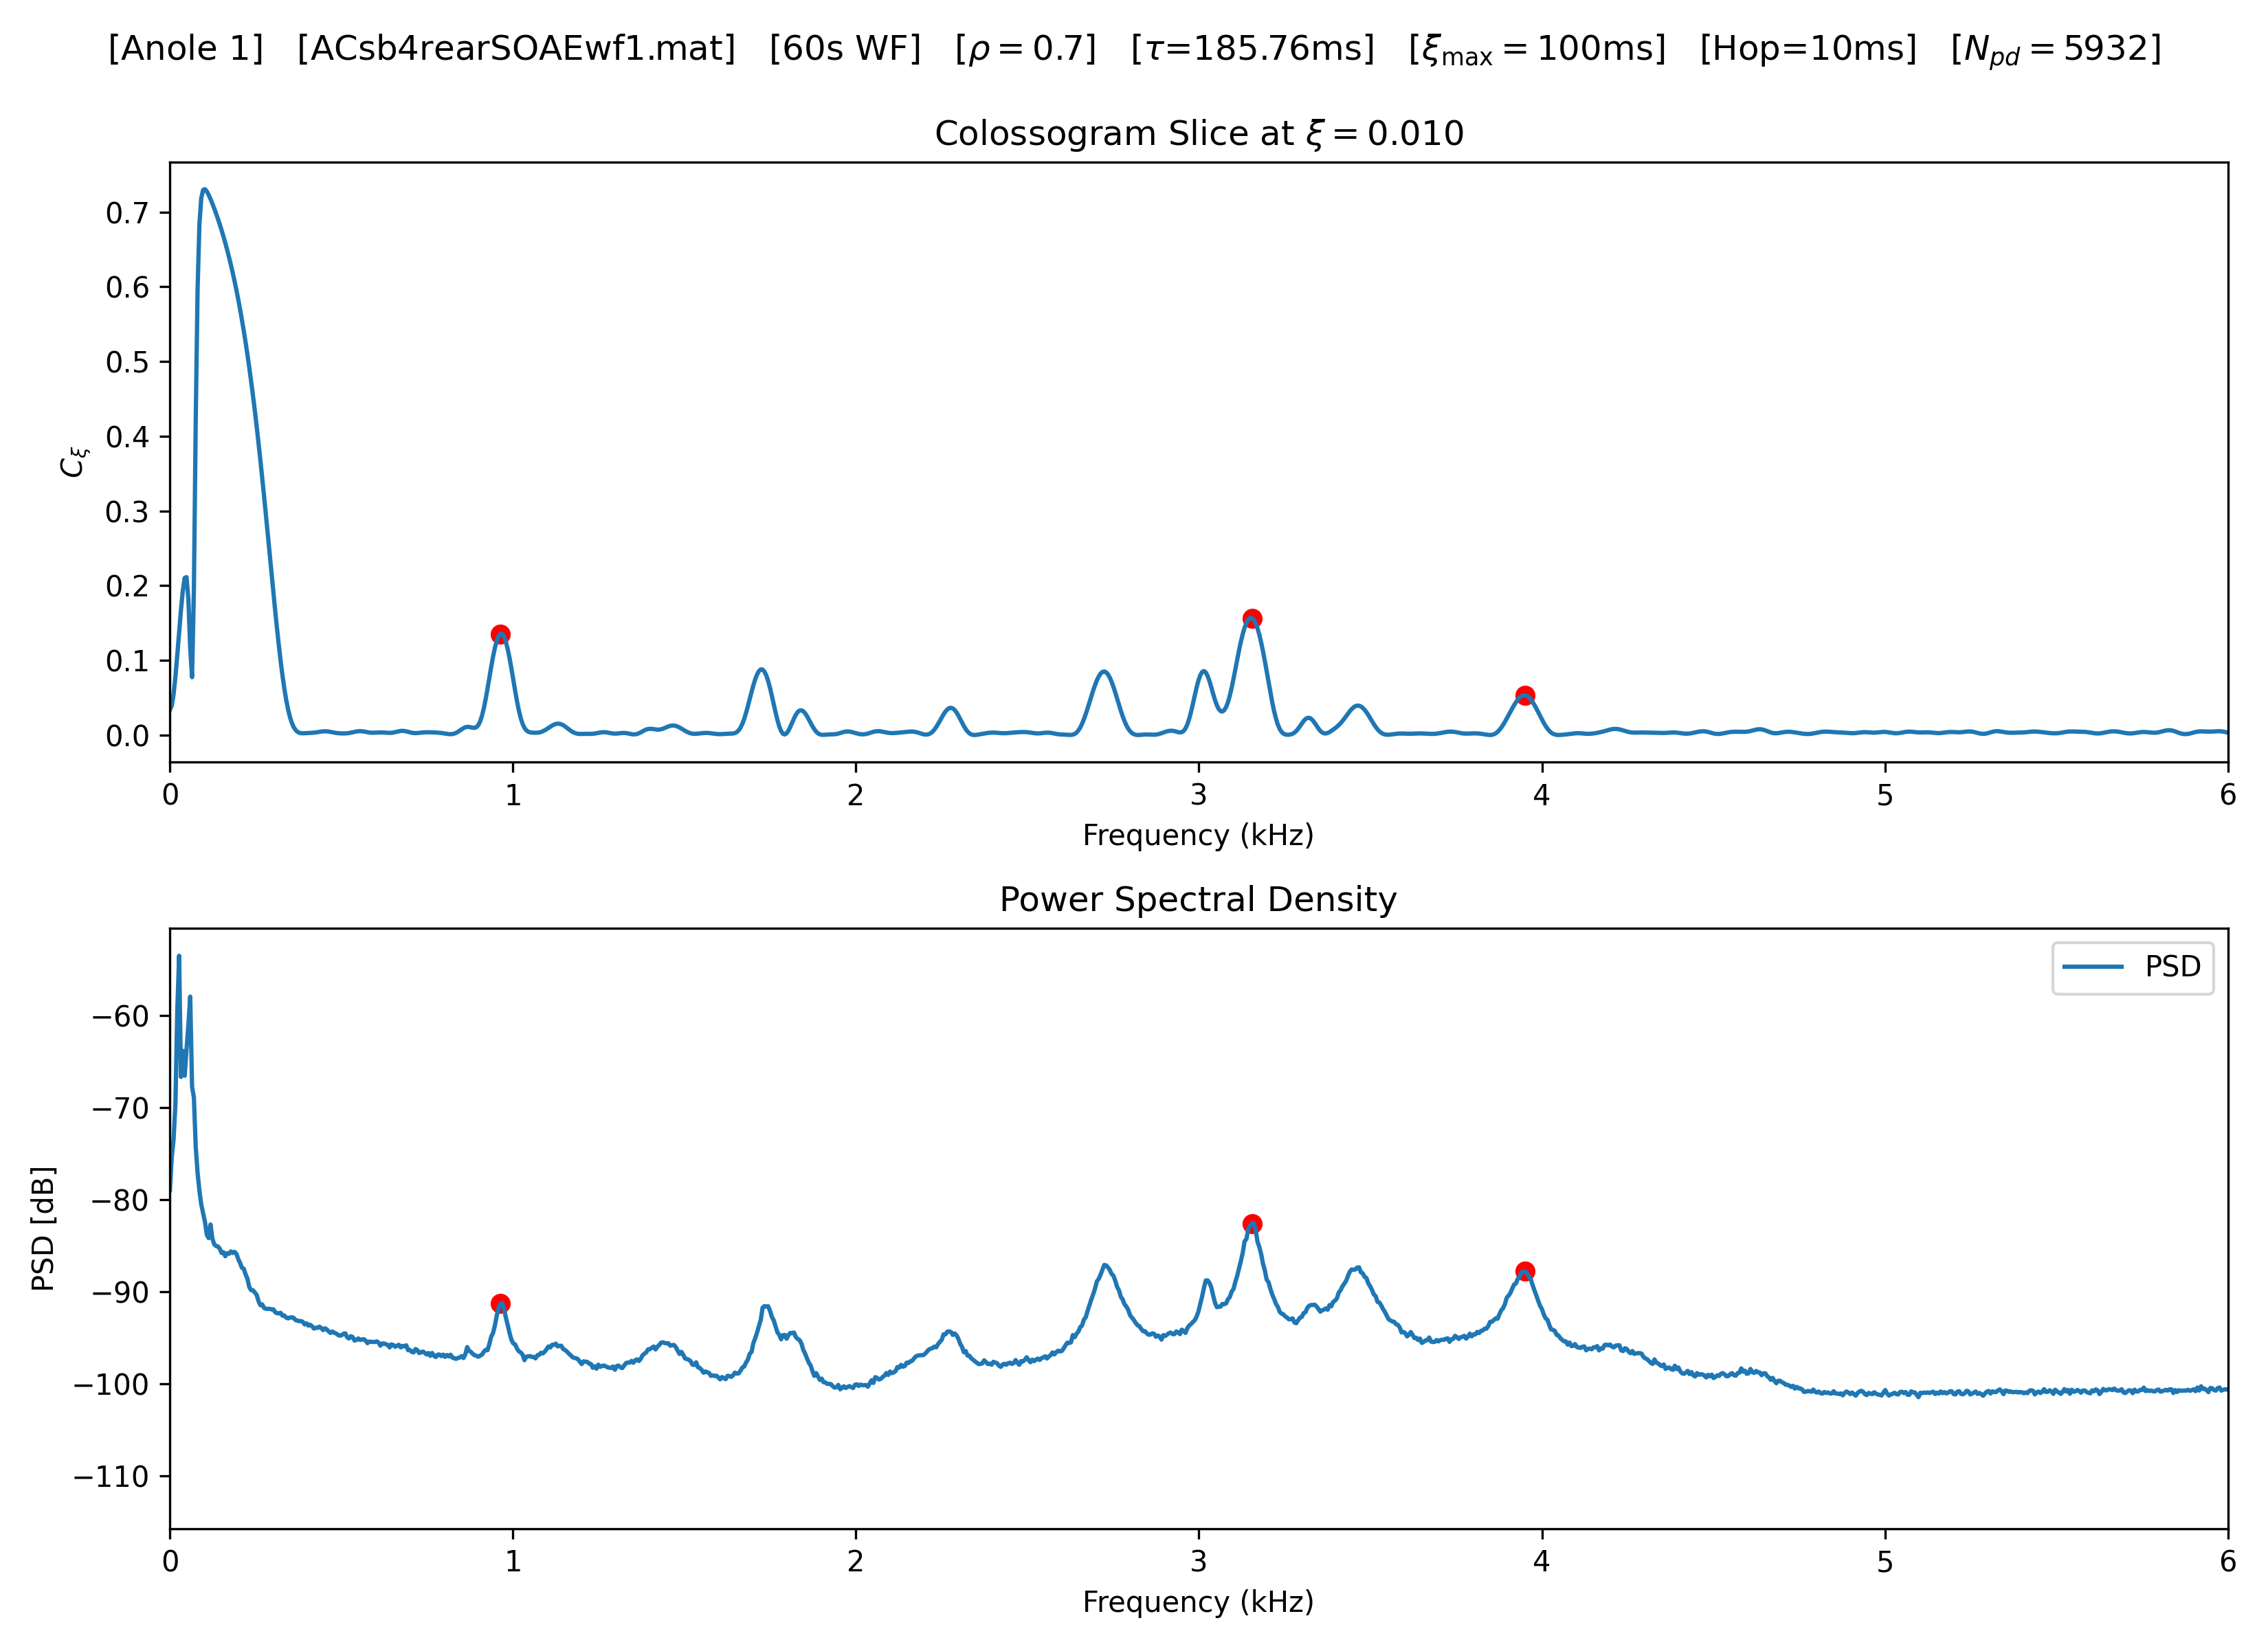 [Anole 1] [ACsb4rearSOAEwf1.mat] [60s WF] [ρ = 0.7] [τ=185.76ms] [ξmax = 100ms] [Hop=10ms] [Npd = 5932]
Colossogram Slice at ξ = 0.010
0.7
0.6
0.5
0.4
0.3
0.2
0.1
0.0
Cξ
0 1 2 3 4 5 6
Frequency (kHz)
Power Spectral Density
PSD
−60
−70
−80
−90
−100
−110
PSD [dB]
0 1 2 3 4 5 6
Frequency (kHz)